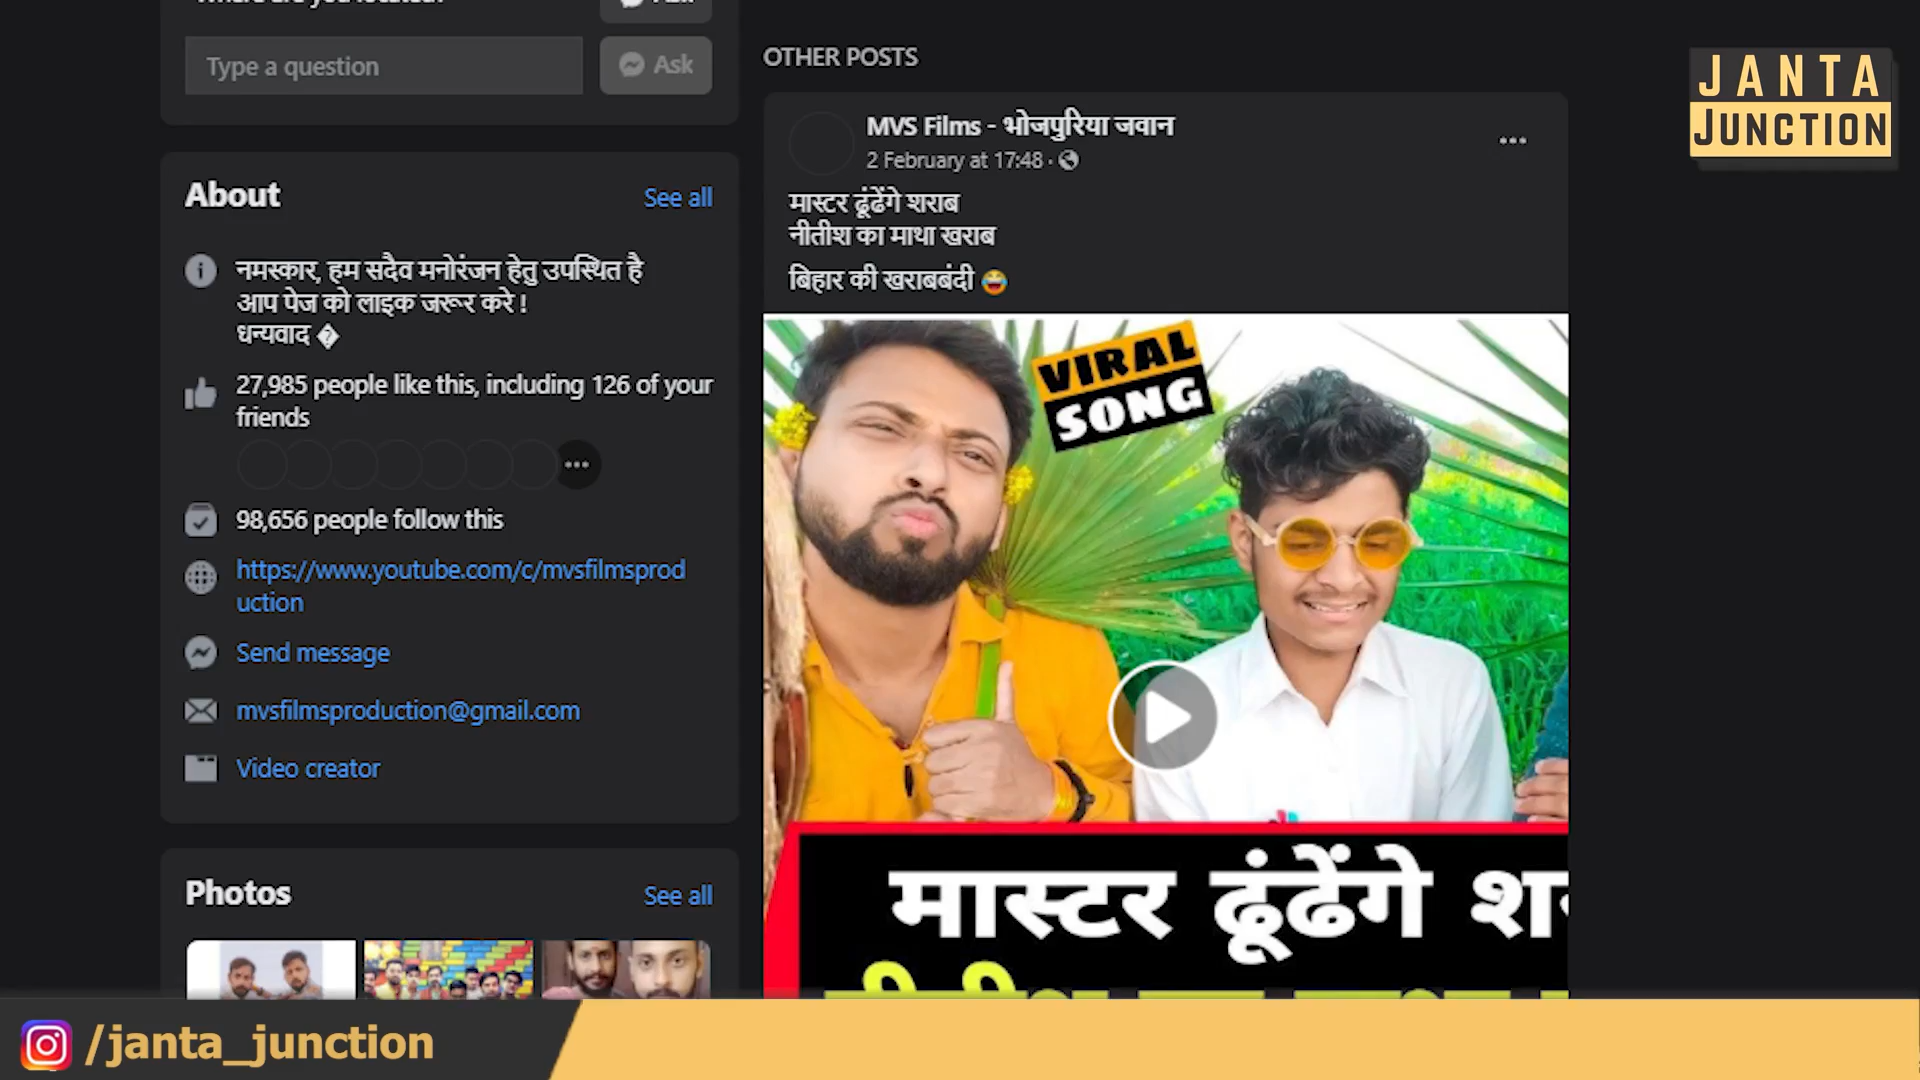 Type a question
Ask
About
See all
नमस्कार, हम सदैव मनोरंजन हेतु उपस्थित है
आप पेज को लाइक जरूर करे !
धन्यवाद �
27,985 people like this, including 126 of your
friends
98,656 people follow this
https://www.youtube.com/c/mvsfilmsprod
uction
Send message
mvsfilmsproduction@gmail.com
Video creator
Photos
See all
OTHER POSTS
MVS Films - भोजपुरिया जवान
2 February at 17:48 ·
मास्टर ढूंढेंगे शराब
नीतीश का माथा खराब
बिहार की खराबबंदी 😂
VIRAL
SONG
मास्टर ढूंढेंगे
JANTA
JUNCTION
/janta_junction